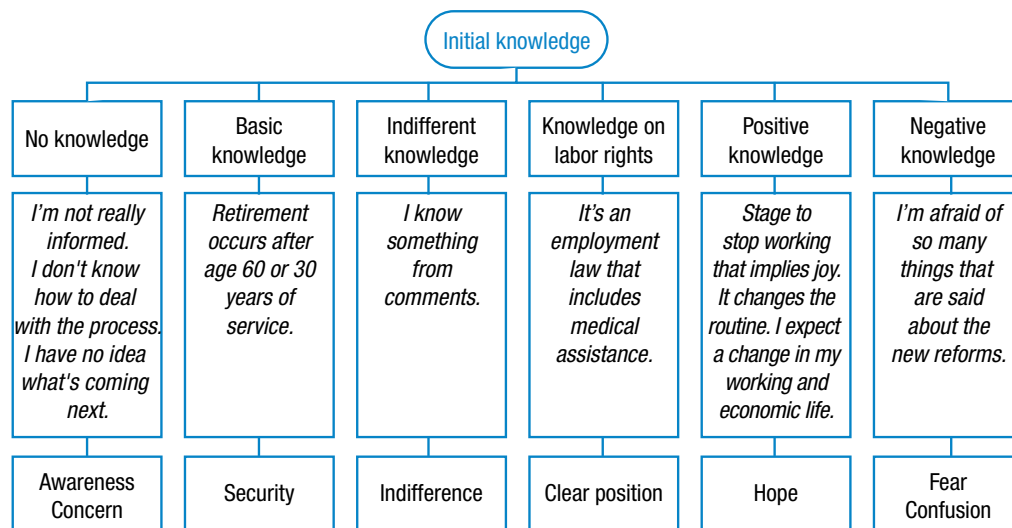 Initial knowledge
No knowledge
Basic
knowledge
Indifferent
knowledge
Knowledge on
labor rights
Positive
knowledge
Negative
knowledge
I’m not really
informed.
I don't know
how to deal
with the process.
I have no idea
what's coming
next.
Retirement
occurs after
age 60 or 30
years of
service.
I know
something
from
comments.
It’s an
employment
law that
includes
medical
assistance.
Stage to
stop working
that implies joy.
It changes the
routine. I expect
a change in my
working and
economic life.
I’m afraid of
so many
things that
are said
about the
new reforms.
Awareness
Concern
Security
Indifference
Clear position
Hope
Fear
Confusion